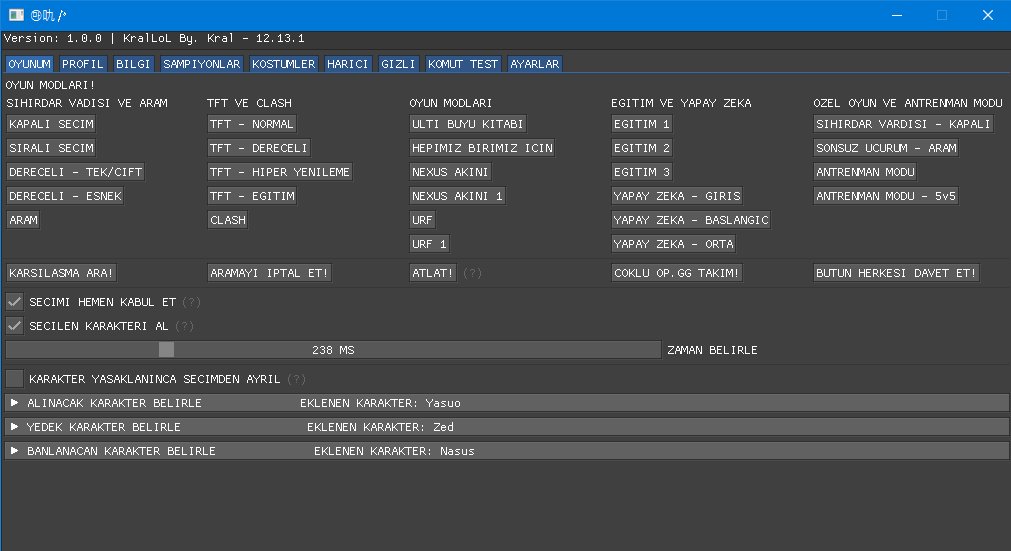 Version: 1.0.0 | KralLoL By. Kral - 12.13.1
OYUNUM PROFIL BILGI SAMPIYONLAR KOSTUMLER HARICI GIZLI KOMUT TEST AYARLAR
OYUN MODLARI!
SIHIRDAR VADISI VE ARAM TFT VE CLASH OYUN MODLARI EGITIM VE YAPAY ZEKA OZEL OYUN VE ANTRENMAN MODU
KAPALI SECIM TFT - NORMAL ULTI BUYU KITABI EGITIM 1 SIHIRDAR VARDISI - KAPALI
SIRALI SECIM TFT - DERECELI HEPIMIZ BIRIMIZ ICIN EGITIM 2 SONSUZ UCURUM - ARAM
DERECELI - TEK/CIFT TFT - HIPER YENILEME NEXUS AKINI EGITIM 3 ANTRENMAN MODU
DERECELI - ESNEK TFT - EGITIM NEXUS AKINI 1 YAPAY ZEKA - GIRIS ANTRENMAN MODU - 5v5
ARAM CLASH URF YAPAY ZEKA - BASLANGIC
URF 1 YAPAY ZEKA - ORTA
KARSILASMA ARA! ARAMAYI IPTAL ET! ATLAT! (?) COKLU OP.GG TAKIM! BUTUN HERKESI DAVET ET!
SECIMI HEMEN KABUL ET (?)
SECILEN KARAKTERI AL (?)
238 MS ZAMAN BELIRLE
KARAKTER YASAKLANINCA SECIMDEN AYRIL (?)
ALINACAK KARAKTER BELIRLE EKLENEN KARAKTER: Yasuo
YEDEK KARAKTER BELIRLE EKLENEN KARAKTER: Zed
BANLANACAN KARAKTER BELIRLE EKLENEN KARAKTER: Nasus